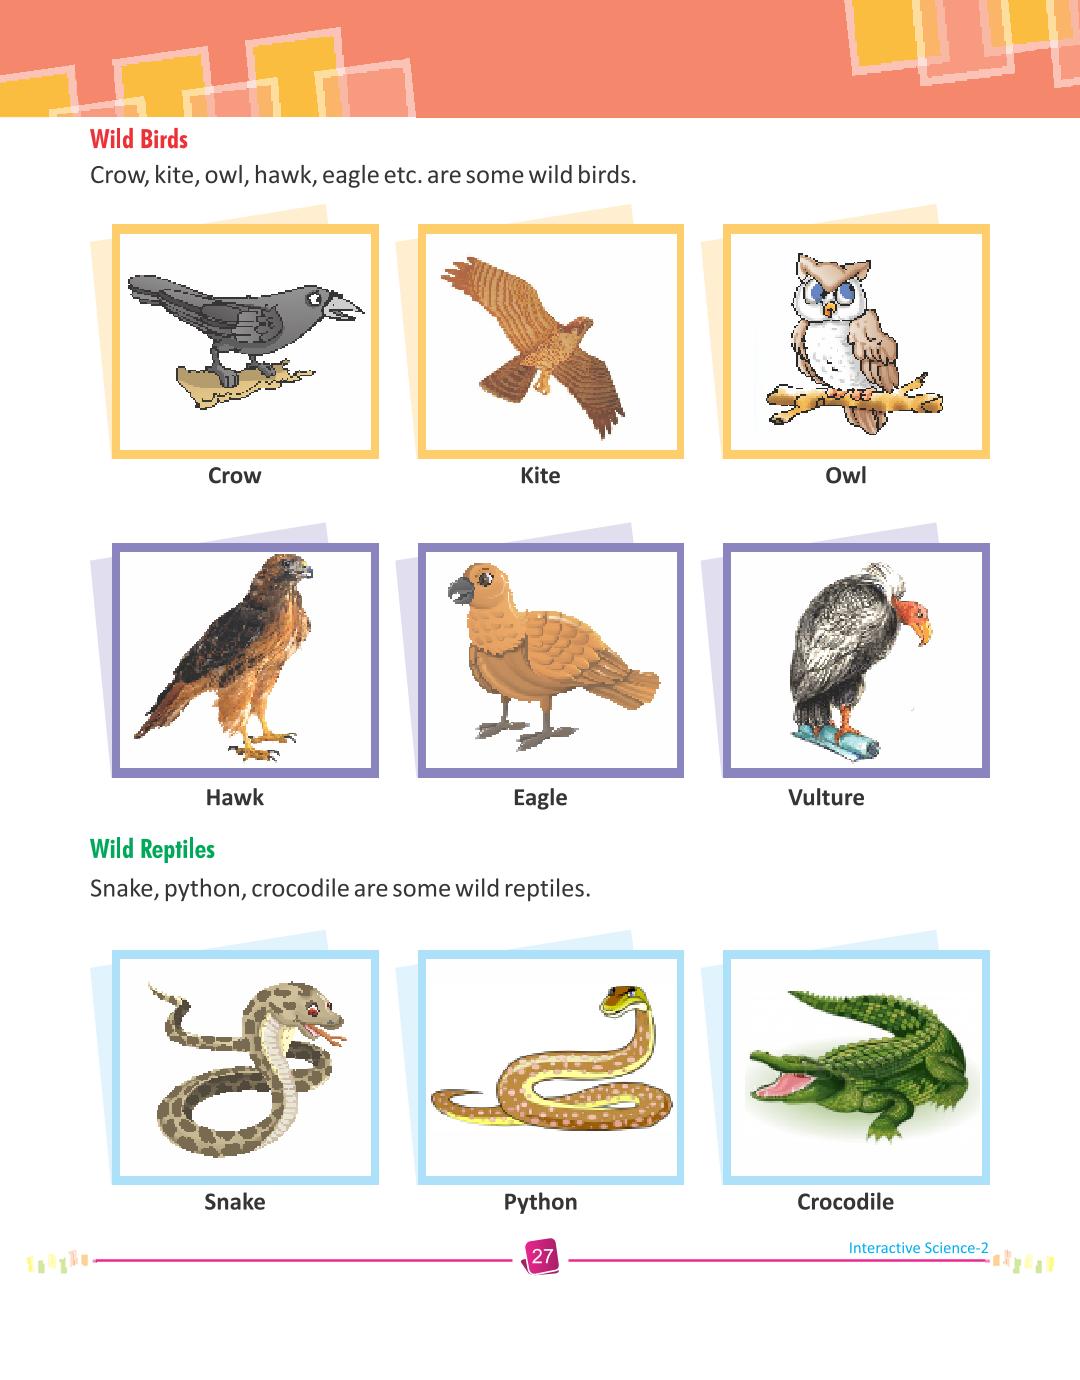 Wild Birds
Crow, kite, owl, hawk, eagle etc. are some wild birds.
Crow
Kite
Owl
Hawk
Eagle
Vulture
Wild Reptiles
Snake, python, crocodile are some wild reptiles.
Snake
Python
Crocodile
27
Interactive Science-2